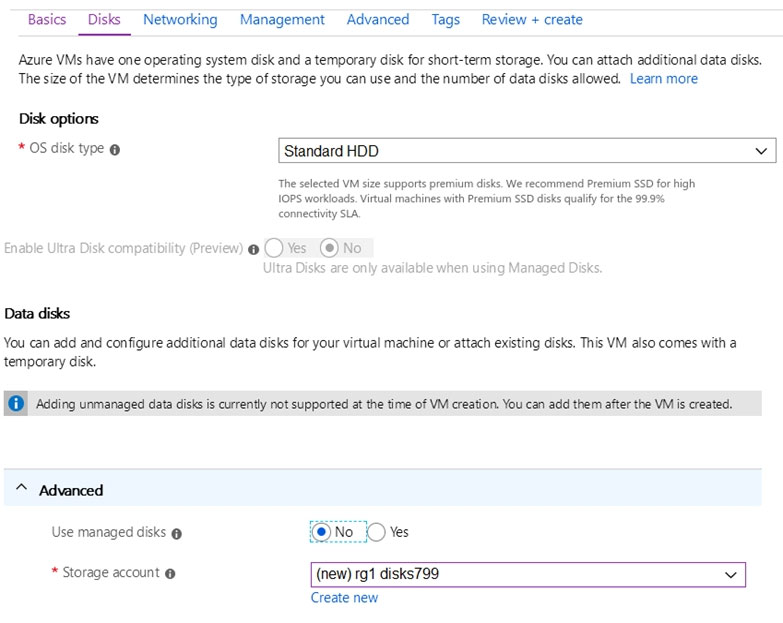 Basics Disks Networking Management Advanced Tags Review + create
Azure VMs have one operating system disk and a temporary disk for short-term storage. You can attach additional data disks.
The size of the VM determines the type of storage you can use and the number of data disks allowed. Learn more
Disk options
* OS disk type
Standard HDD
The selected VM size supports premium disks. We recommend Premium SSD for high
IOPS workloads. Virtual machines with Premium SSD disks qualify for the 99.9%
connectivity SLA.
Enable Ultra Disk compatibility (Preview) Yes No
Ultra Disks are only available when using Managed Disks.
Data disks
You can add and configure additional data disks for your virtual machine or attach existing disks. This VM also comes with a
temporary disk.
Adding unmanaged data disks is currently not supported at the time of VM creation. You can add them after the VM is created.
Advanced
Use managed disks No Yes
* Storage account (new) rg1 disks799
Create new